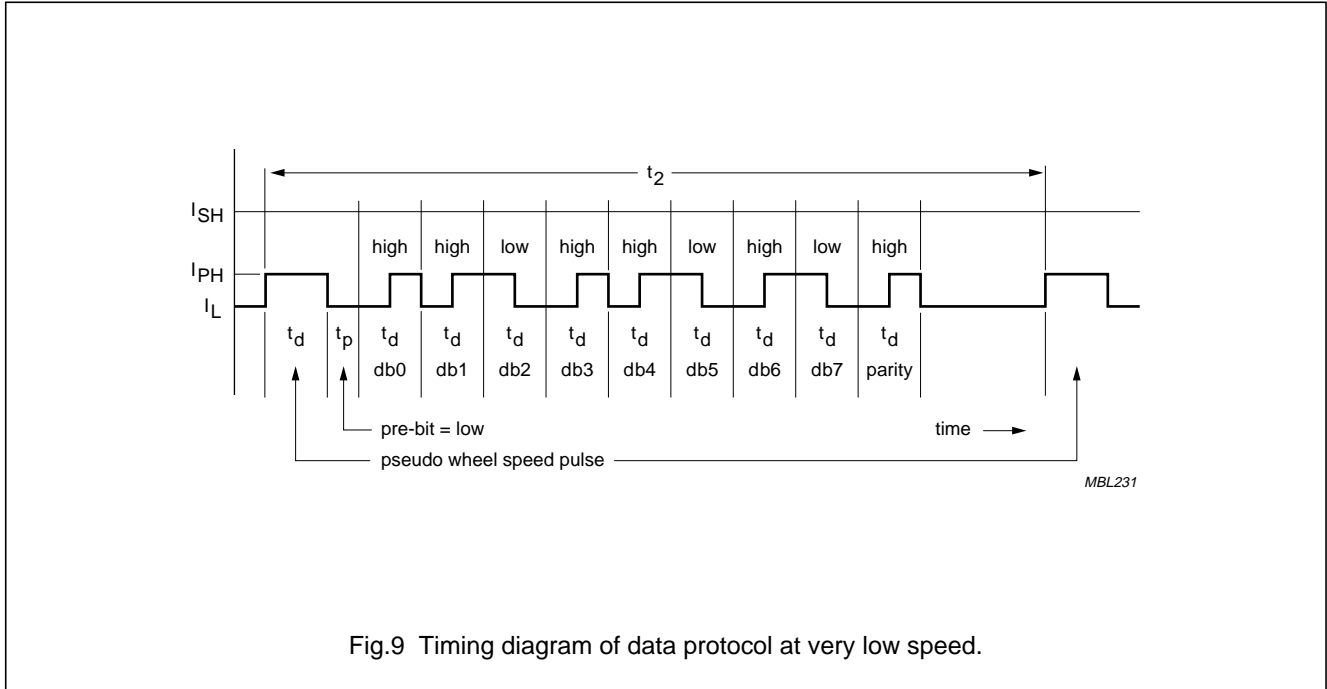 t2
ISH
high high low high high low high low high
IPH
IL
td tp td td td td td td td td td
db0 db1 db2 db3 db4 db5 db6 db7 parity
pre-bit = low
time
pseudo wheel speed pulse
MBL231
Fig.9 Timing diagram of data protocol at very low speed.